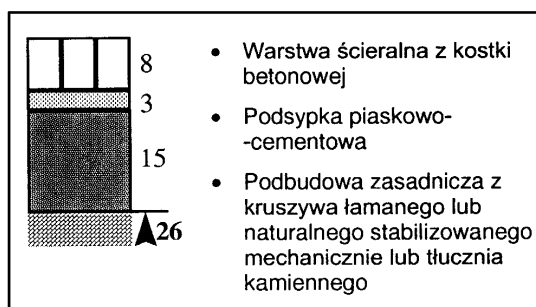 8
3
15
26
• Warstwa ścieralna z kostki
betonowej
• Podsypka piaskowo-
-cementowa
• Podbudowa zasadnicza z
kruszywa łamanego lub
naturalnego stabilizowanego
mechanicznie lub tłucznia
kamiennego